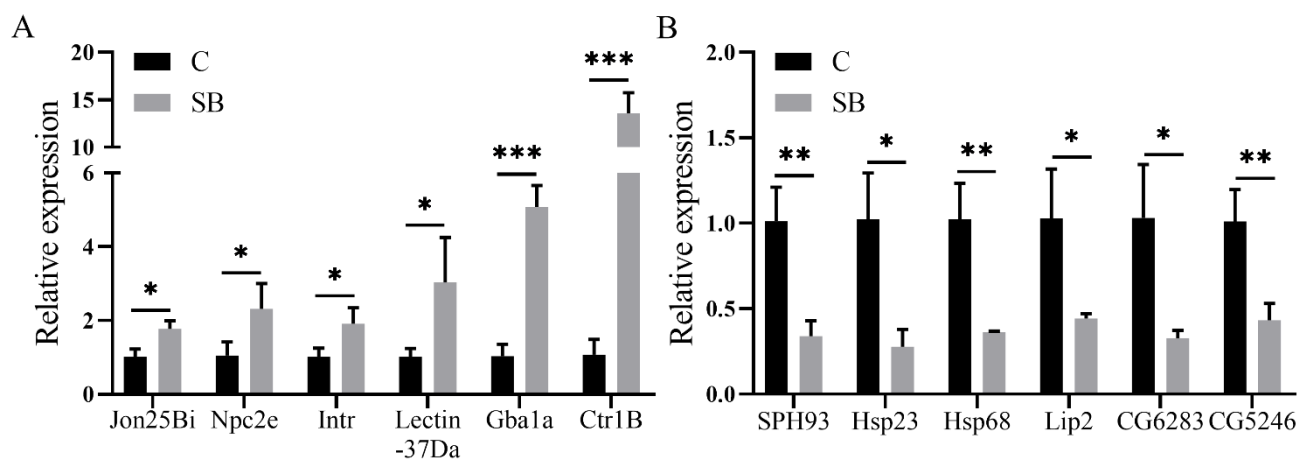 A
Relative expression
20
15
10
6
4
2
0
C
SB
*
*
*
*
***
***
Jon25Bi Npc2e Intr Lectin Gba1a Ctr1B
-37Da
B
Relative expression
2.0
1.5
1.0
0.5
0.0
C
SB
**
*
**
*
*
**
SPH93 Hsp23 Hsp68 Lip2 CG6283 CG5246